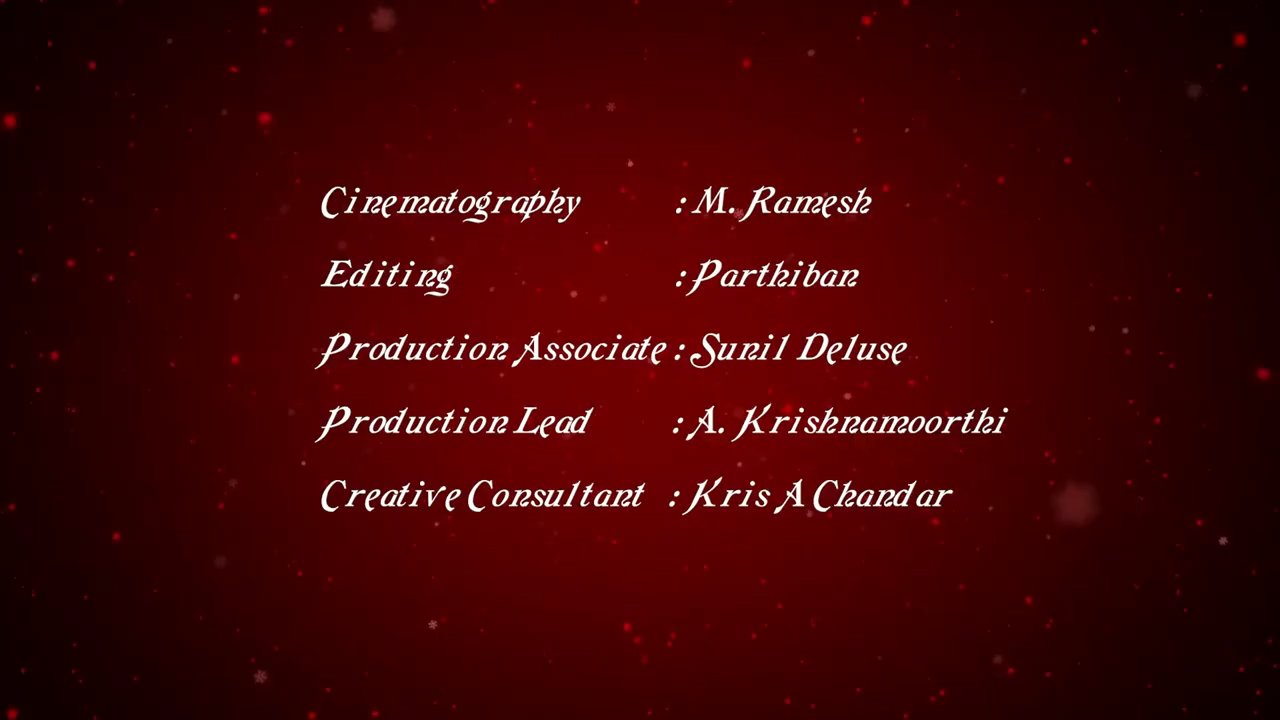 Cinematography : M. Ramesh
Editing : Parthiban
Production Associate : Sunil Deluse
Production Lead : A. Krishnamoorthi
Creative Consultant : Kris A Chandar